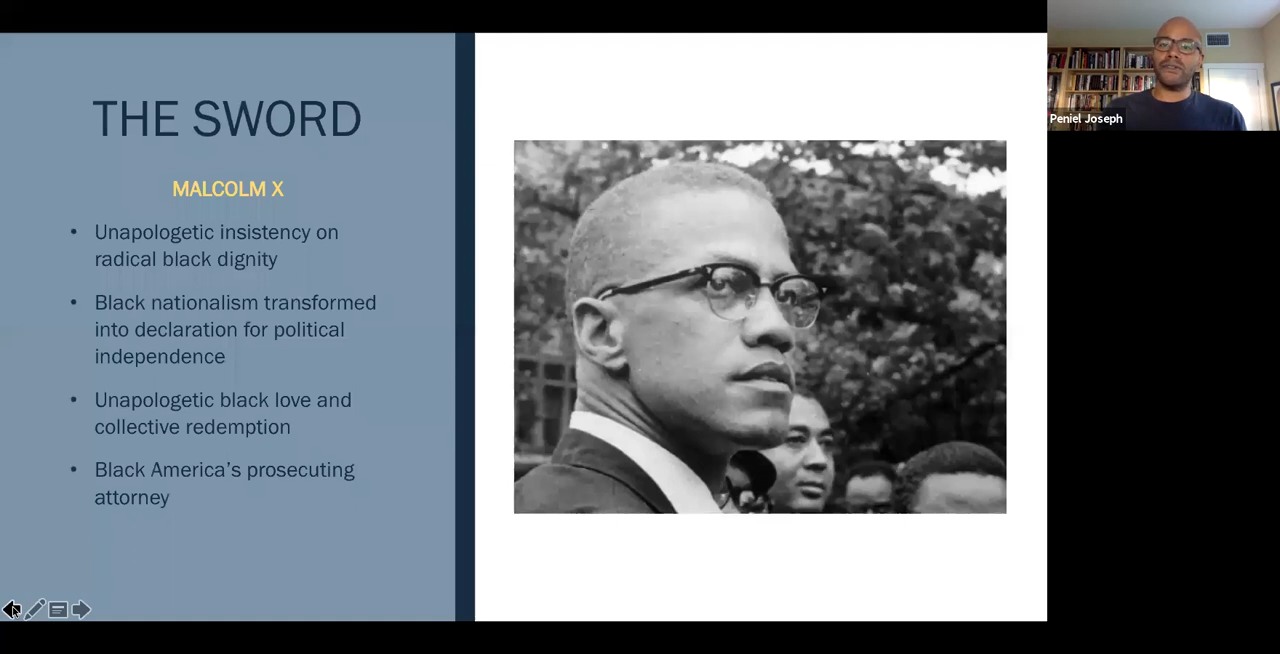 THE SWORD
MALCOLM X
• Unapologetic insistency on
radical black dignity
• Black nationalism transformed
into declaration for political
independence
• Unapologetic black love and
collective redemption
• Black America’s prosecuting
attorney
Peniel Joseph